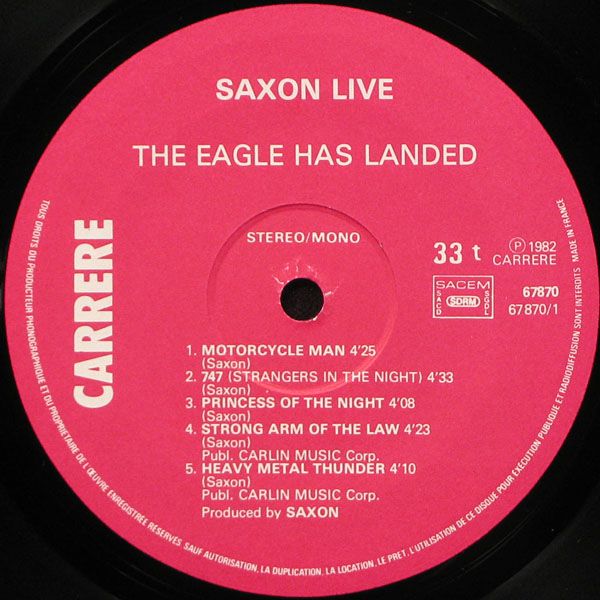 SAXON LIVE
THE EAGLE HAS LANDED
CARRERE
STEREO/MONO
33 t
℗ 1982
CARRERE
SACEM
SACD
SDRM
SGDL
67870
67870/1
1. MOTORCYCLE MAN 4'25
(Saxon)
2. 747 (STRANGERS IN THE NIGHT) 4'33
(Saxon)
3. PRINCESS OF THE NIGHT 4'08
(Saxon)
4. STRONG ARM OF THE LAW 4'23
(Saxon)
Publ. CARLIN MUSIC Corp.
5. HEAVY METAL THUNDER 4'10
(Saxon)
Publ. CARLIN MUSIC Corp.
Produced by SAXON
TOUS DROITS DU PRODUCTEUR PHONOGRAPHIQUE ET DU PROPRIETAIRE DE L'ŒUVRE ENREGISTRÉE RÉSERVÉS SAUF AUTORISATION, LA DUPLICATION, LA LOCATION, LE PRET, L'UTILISATION DE CE DISQUE POUR EXÉCUTION PUBLIQUE ET RADIODIFFUSION SONT INTERDITS MADE IN FRANCE